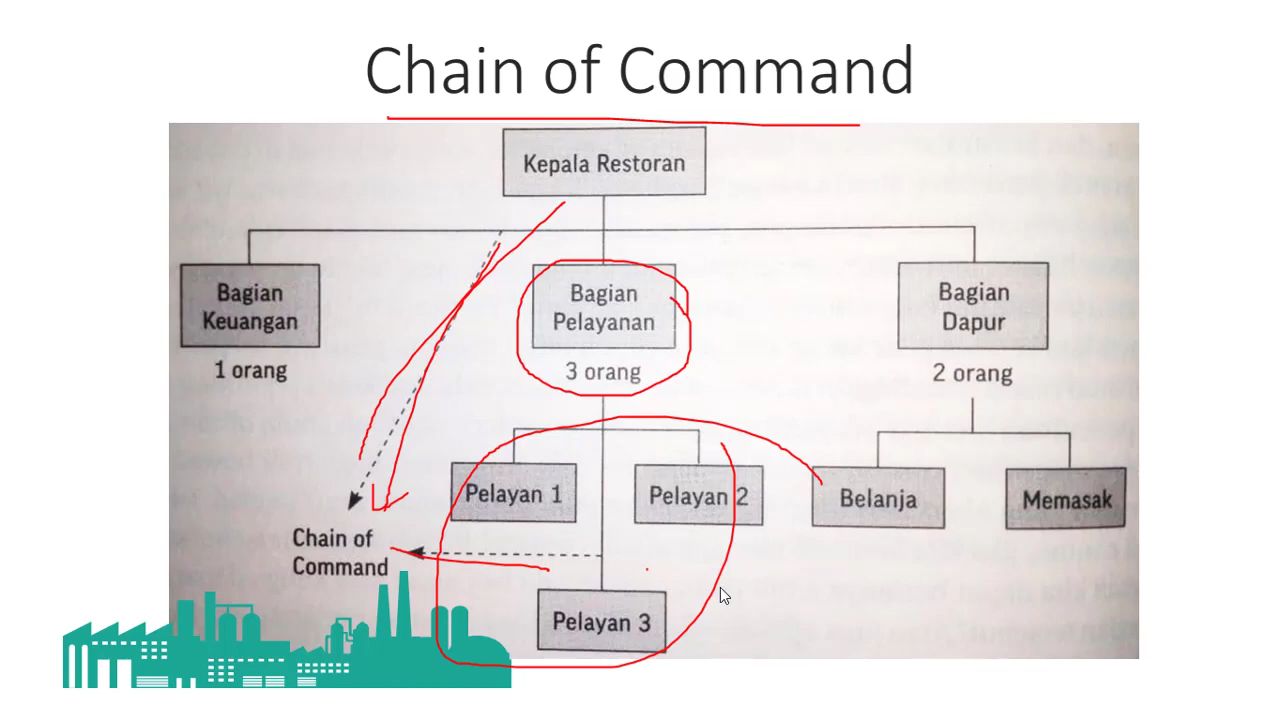 Chain of Command
Kepala Restoran
Bagian
Keuangan
1 orang
Bagian
Pelayanan
3 orang
Bagian
Dapur
2 orang
Pelayan 1
Pelayan 2
Belanja
Memasak
Chain of
Command
Pelayan 3